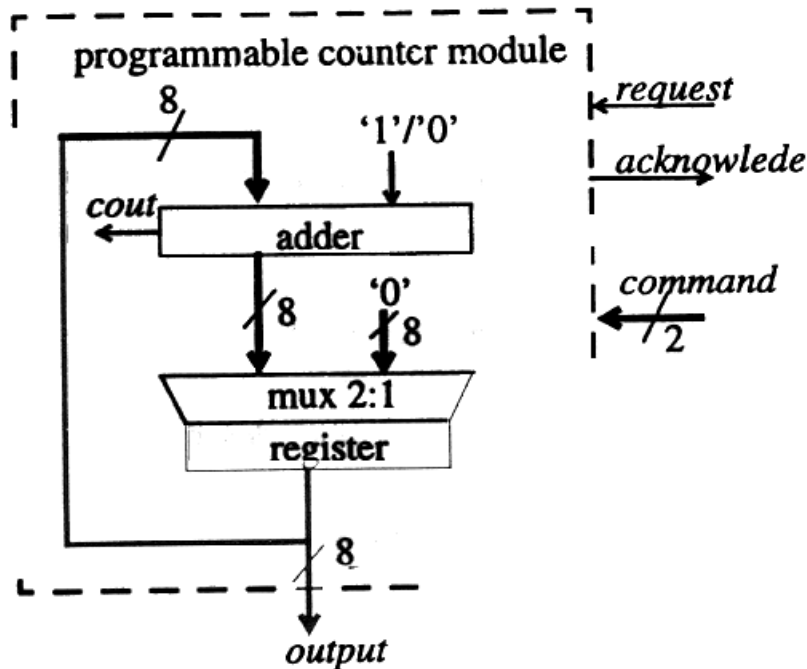 programmable counter module
8
'1'/'0'
request
acknowlede
cout
adder
command
2
8
'0'
8
mux 2:1
register
8
output